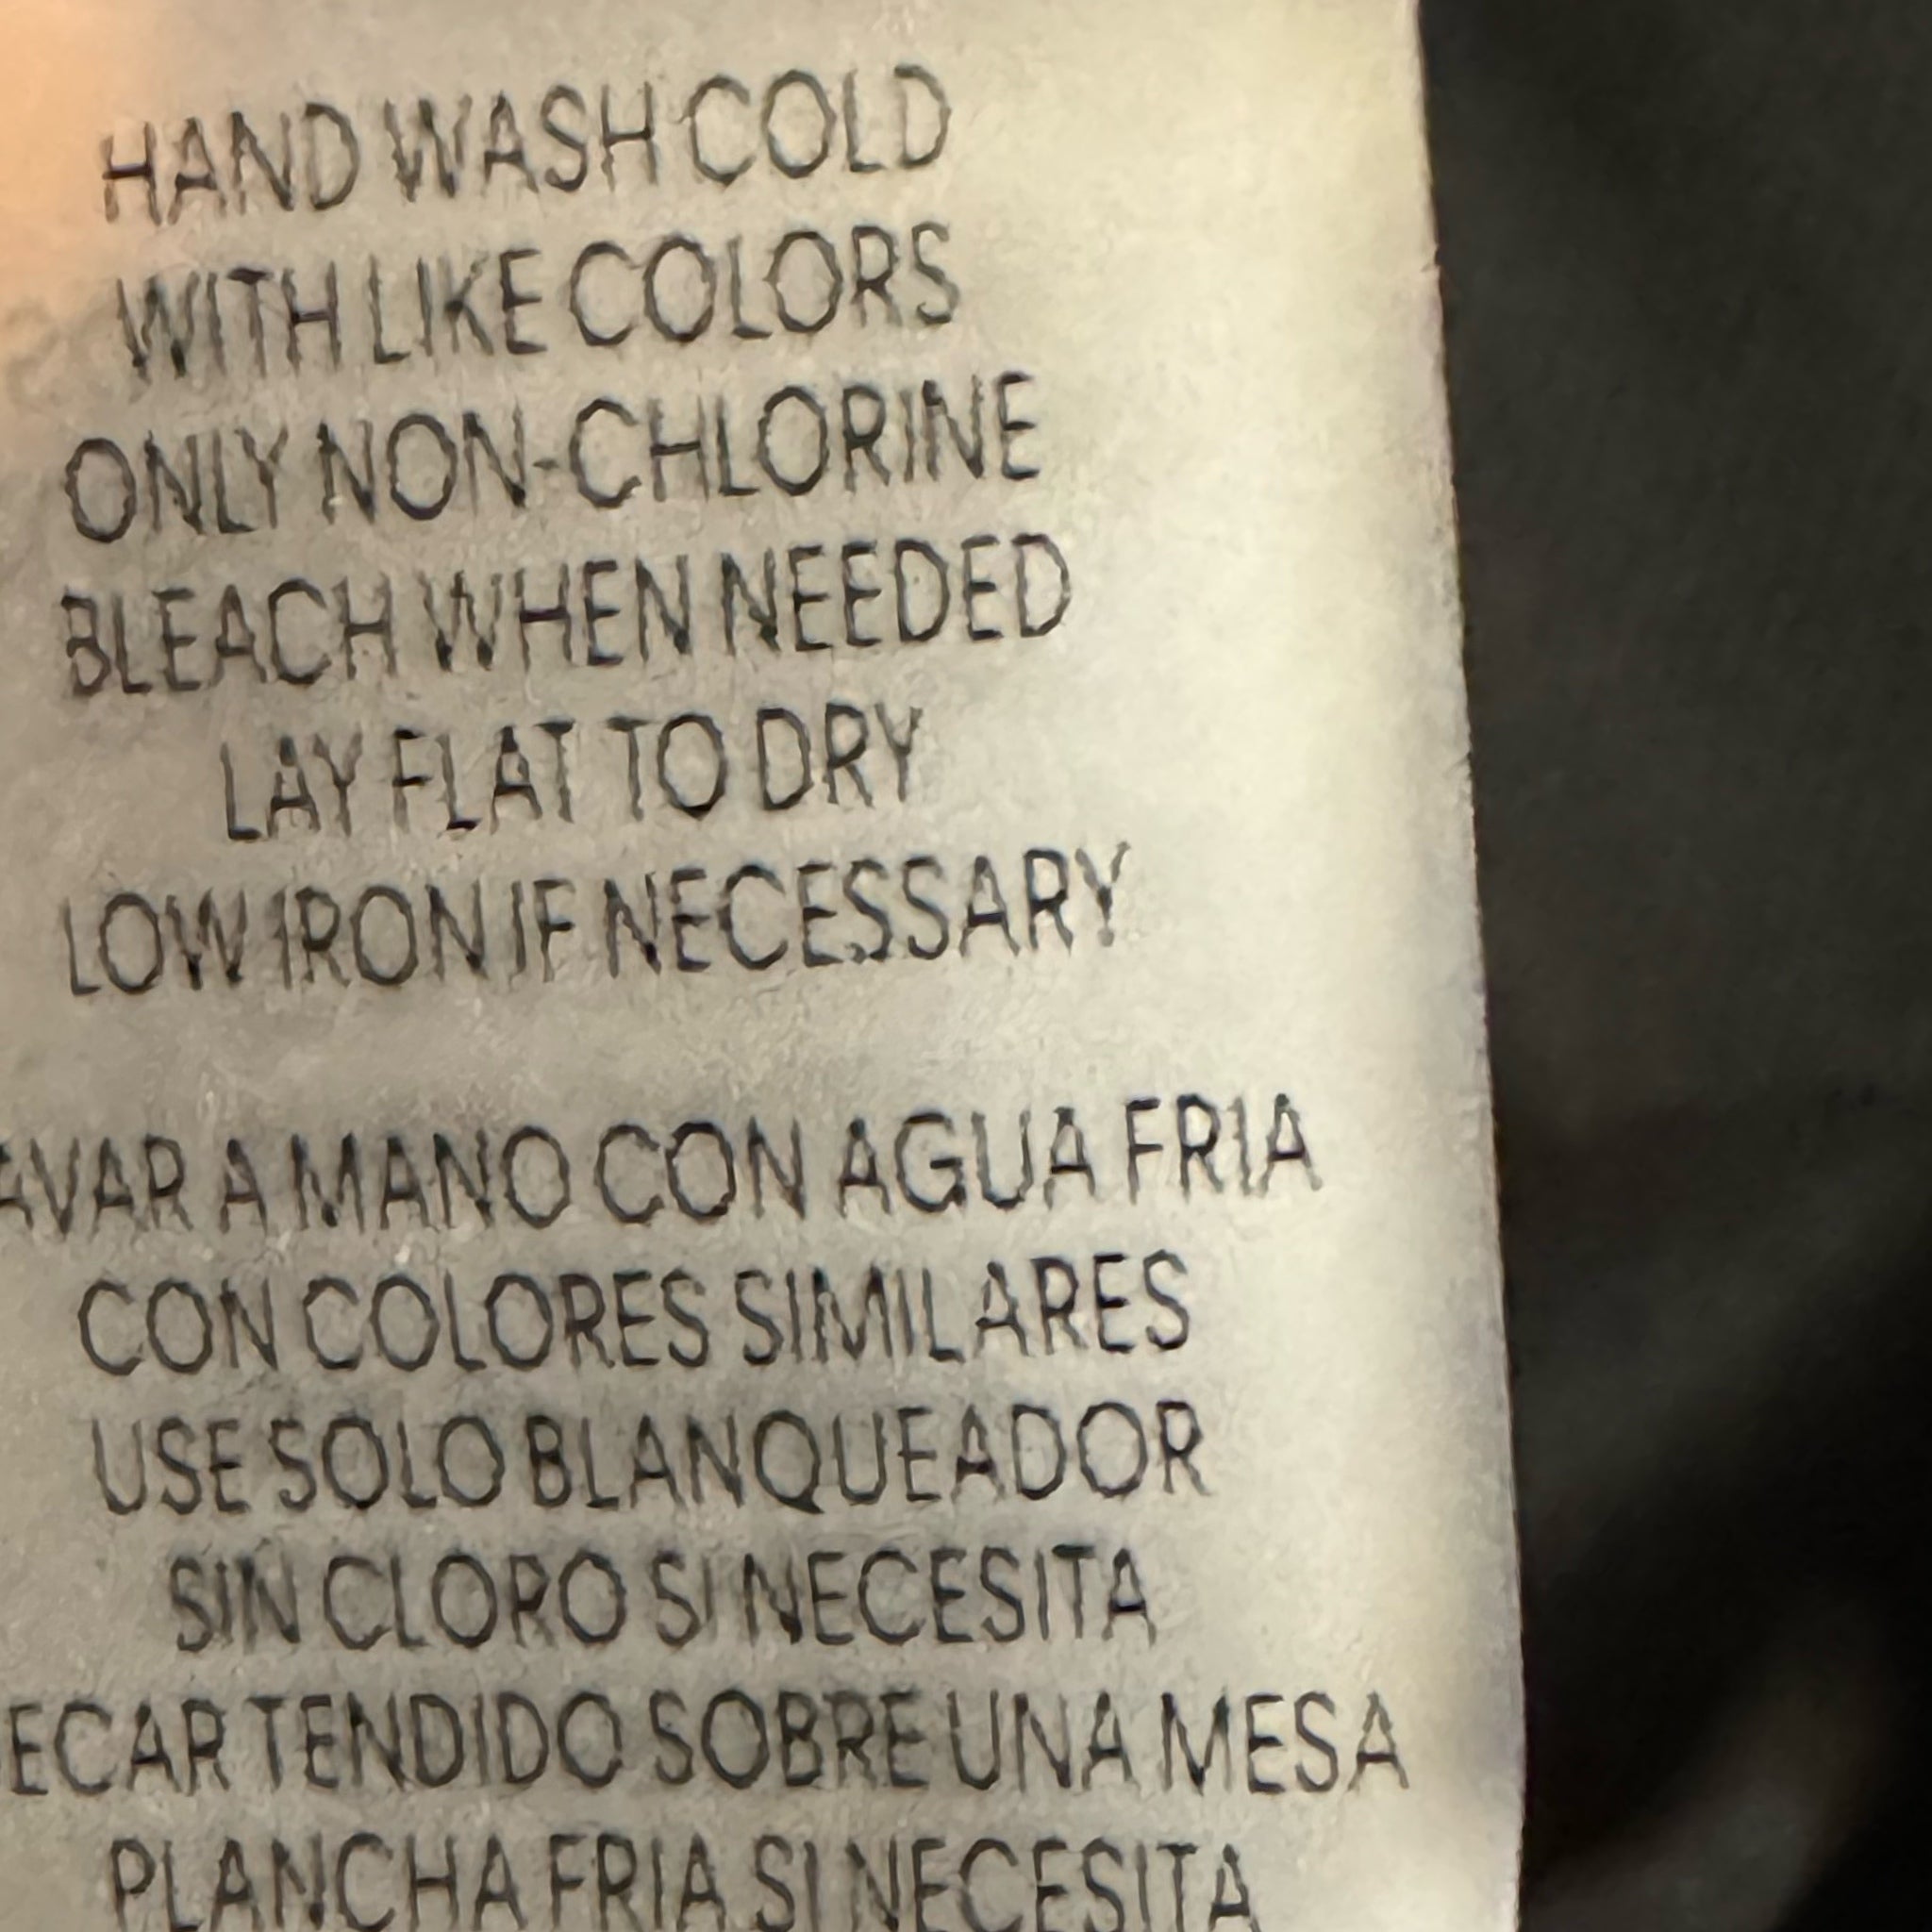 HAND WASH COLD
WITH LIKE COLORS
ONLY NON-CHLORINE
BLEACH WHEN NEEDED
LAY FLAT TO DRY
LOW IRON IF NECESSARY
AVAR A MANO CON AGUA FRIA
CON COLORES SIMILARES
USE SOLO BLANQUEADOR
SIN CLORO SI NECESITA
ECAR TENDIDO SOBRE UNA MESA
PLANCHA FRIA SI NECESITA